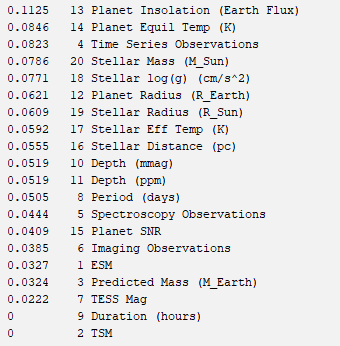 0.1125 13 Planet Insolation (Earth Flux)
0.0846 14 Planet Equil Temp (K)
0.0823 4 Time Series Observations
0.0786 20 Stellar Mass (M_Sun)
0.0771 18 Stellar log(g) (cm/s^2)
0.0621 12 Planet Radius (R_Earth)
0.0609 19 Stellar Radius (R_Sun)
0.0592 17 Stellar Eff Temp (K)
0.0555 16 Stellar Distance (pc)
0.0519 10 Depth (mmag)
0.0519 11 Depth (ppm)
0.0505 8 Period (days)
0.0444 5 Spectroscopy Observations
0.0409 15 Planet SNR
0.0385 6 Imaging Observations
0.0327 1 ESM
0.0324 3 Predicted Mass (M_Earth)
0.0222 7 TESS Mag
0 9 Duration (hours)
0 2 TSM